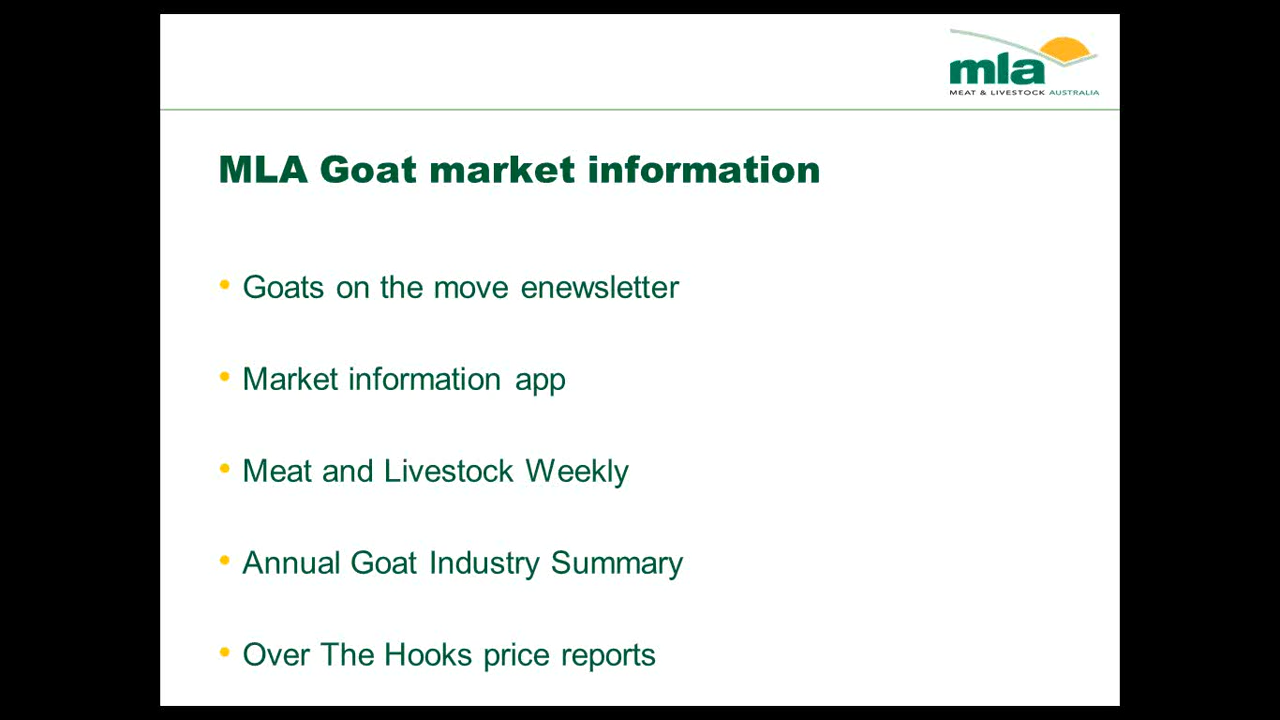 mla
MEAT & LIVESTOCK AUSTRALIA
MLA Goat market information
• Goats on the move enewsletter
• Market information app
• Meat and Livestock Weekly
• Annual Goat Industry Summary
• Over The Hooks price reports